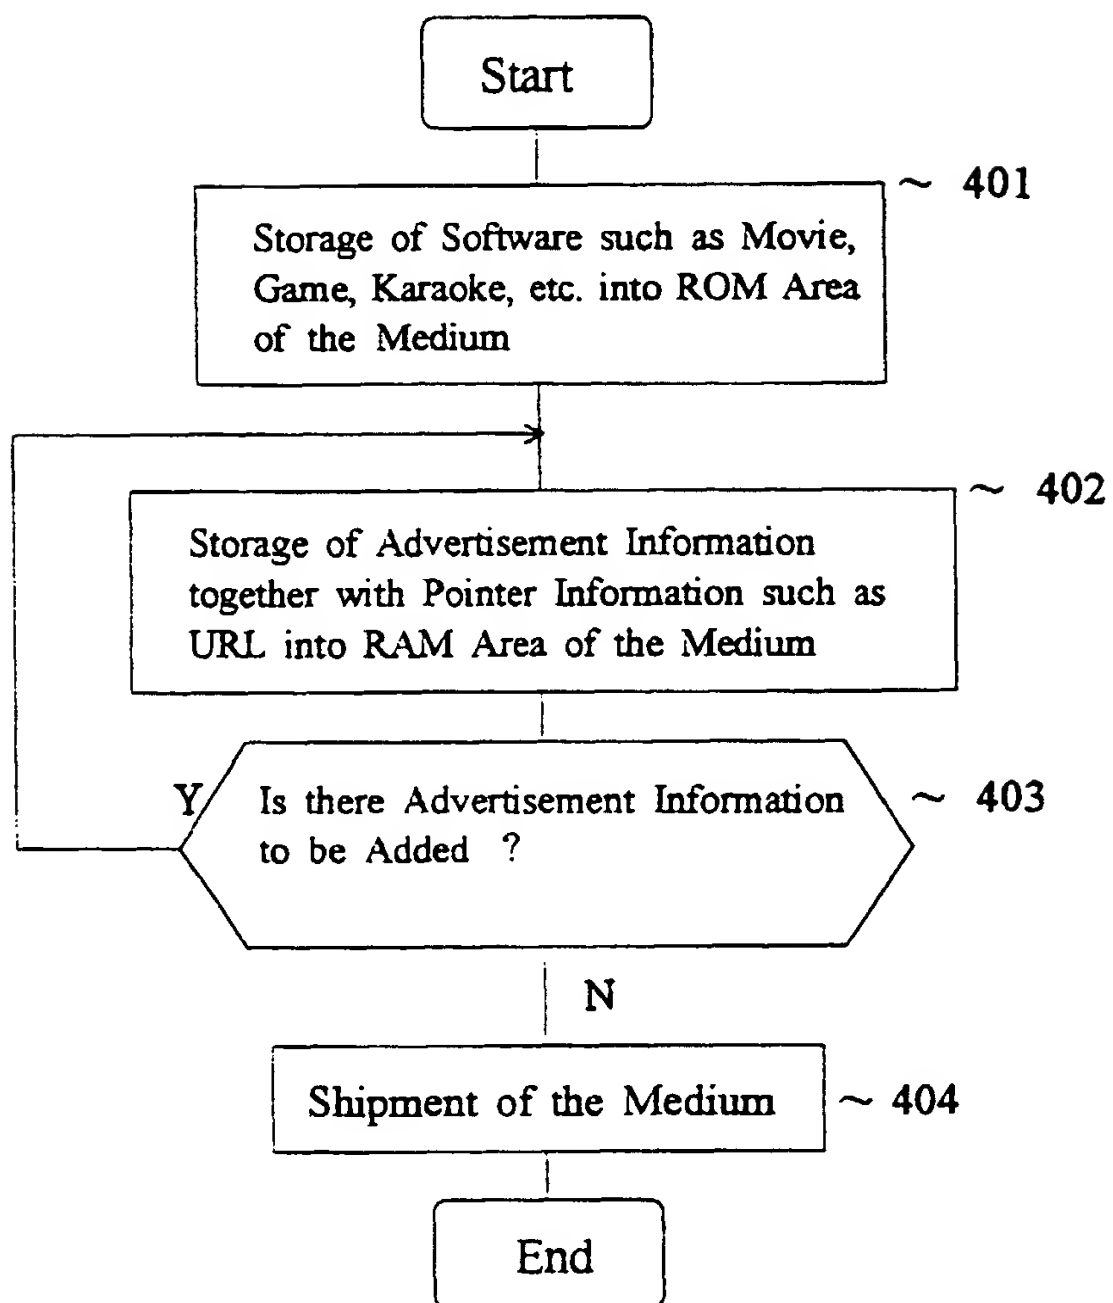 Start
~ 401
Storage of Software such as Movie,
Game, Karaoke, etc. into ROM Area
of the Medium
~ 402
Storage of Advertisement Information
together with Pointer Information such as
URL into RAM Area of the Medium
Y
Is there Advertisement Information
to be Added ?
~ 403
N
Shipment of the Medium
~ 404
End